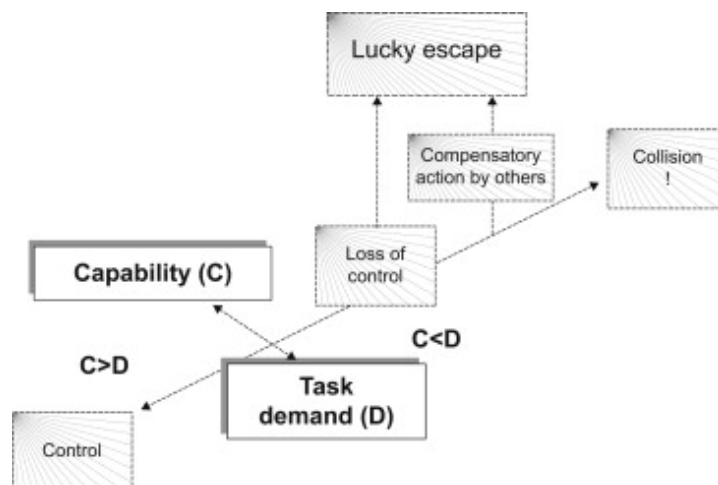 Lucky escape
Compensatory
action by others
Collision
!
Loss of
control
Capability (C)
C>D
C<D
Task
demand (D)
Control